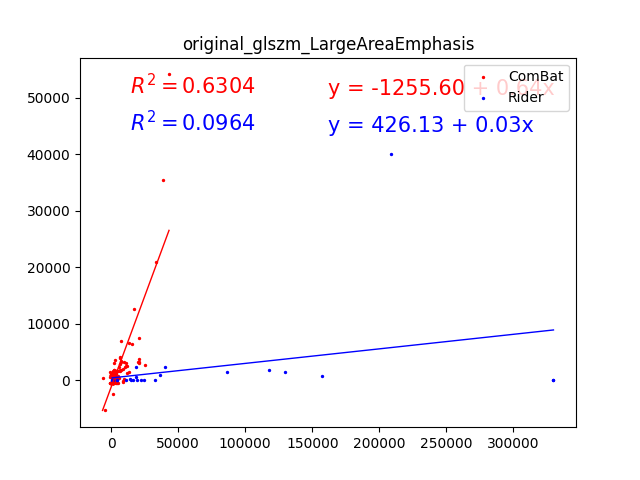 original_glszm_LargeAreaEmphasis
R² = 0.6304 y = -1255.60 + 0.64x
R² = 0.0964 y = 426.13 + 0.03x
ComBat
Rider
50000
40000
30000
20000
10000
0
0 50000 100000 150000 200000 250000 300000